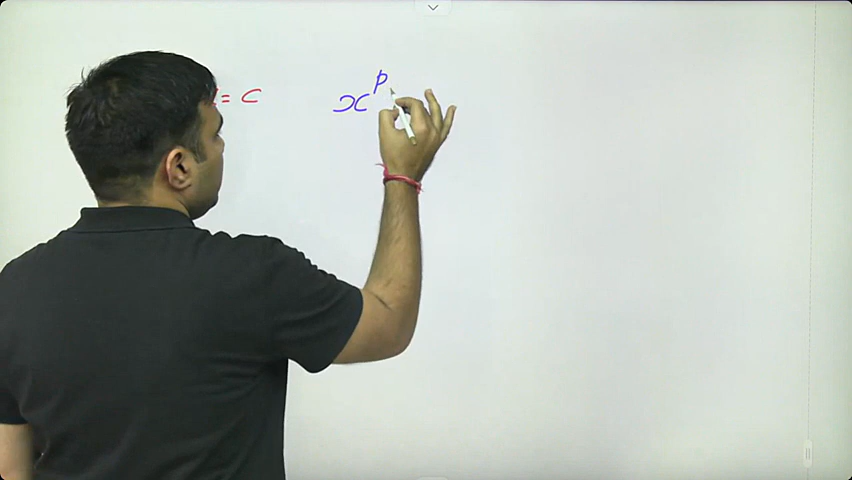 = c x^p